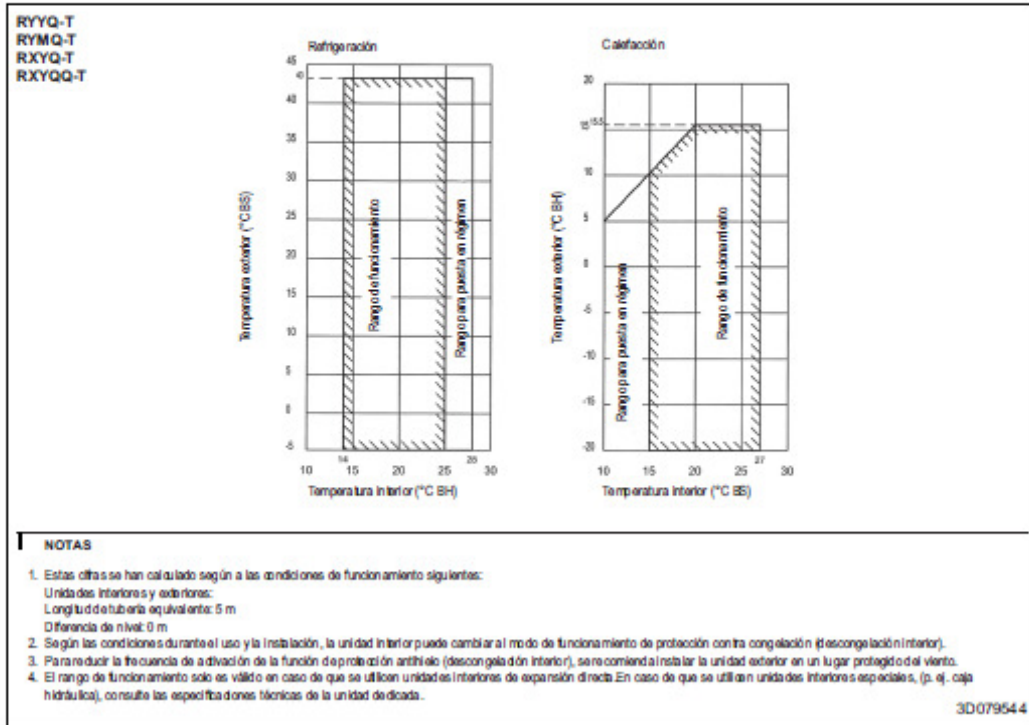 RYYQ-T
RYMQ-T
RXYQ-T
RXYQQ-T
Refrigeración
45
43
40
35
30
25
20
15
10
5
0
-5
14
28
10 15 20 25 30
Temperatura exterior (°C BS)
Rango de funcionamiento
Rango para puesta en régimen
Temperatura interior (°C BH)
Calefacción
20
15 15,5
10
5
0
-5
-10
-15
-20
27
10 15 20 25 30
Temperatura exterior (°C BH)
Rango para puesta en régimen
Rango de funcionamiento
Temperatura interior (°C BS)
NOTAS
1. Estas cifras se han calculado según a las condiciones de funcionamiento siguientes:
Unidades interiores y exteriores:
Longitud de tubería equivalente: 5 m
Diferencia de nivel: 0 m
2. Según las condiciones durante el uso y la instalación, la unidad interior puede cambiar al modo de funcionamiento de protección contra congelación (descongelación interior).
3. Para reducir la frecuencia de activación de la función de protección antihielo (descongelación interior), se recomienda instalar la unidad exterior en un lugar protegido del viento.
4. El rango de funcionamiento solo es válido en caso de que se utilicen unidades interiores de expansión directa. En caso de que se utilicen unidades interiores especiales, (p. ej. caja
hidráulica), consulte las especificaciones técnicas de la unidad dedicada.
3D079544